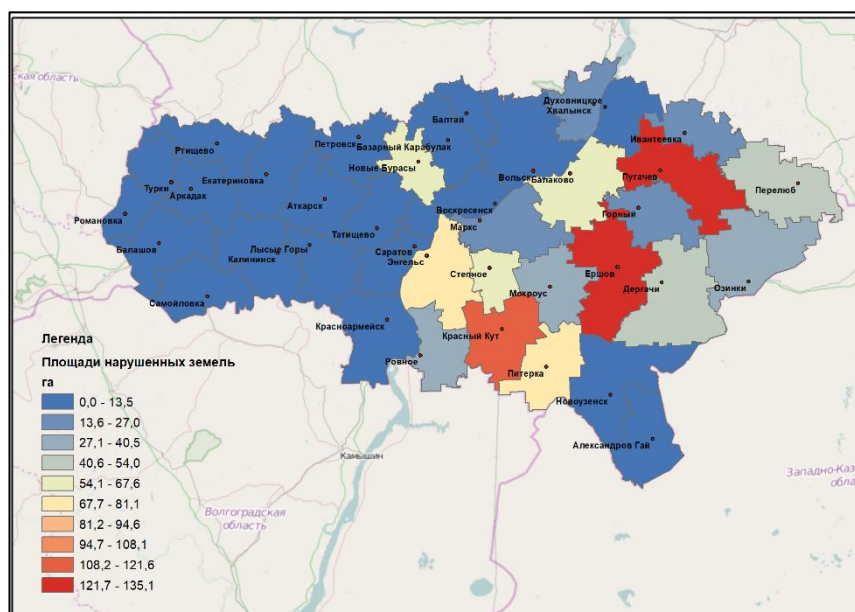 ская область
Духовницкое
Хвалынск
Балтай
Петровск
Базарный Карабулак
Ивантеевка
Ртищево
Новые Бурасы
Вольск
Балаково
Пугачев
Перелюб
Турки
Аркадак
Екатериновка
Аткарск
Воскресенск
Горный
Романовка
Маркс
Татищево
Балашов
Лысые Горы
Калининск
Саратов
Энгельс
Степное
Ершов
Мокроус
Дергачи
Озинки
Самойловка
Красноармейск
Красный Кут
Ровное
Питерка
Новоузенск
Александров Гай
Легенда
Площади нарушенных земель
га
0,0 - 13,5
13,6 - 27,0
27,1 - 40,5
40,6 - 54,0
54,1 - 67,6
67,7 - 81,1
81,2 - 94,6
94,7 - 108,1
108,2 - 121,6
121,7 - 135,1
Камышин
Волгоградская
область
Западно-Каз
обла